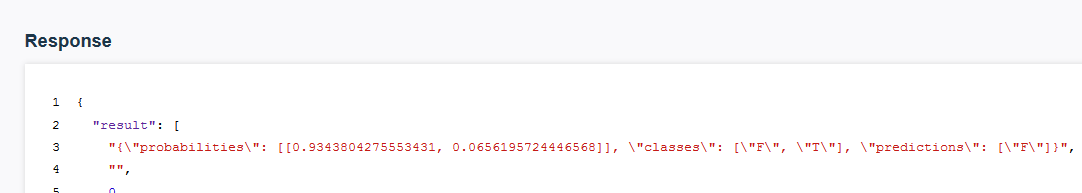 Response
1 {
2 "result": [
3 "{\"probabilities\": [[0.9343804275553431, 0.0656195724446568]], \"classes\": [\"F\", \"T\"], \"predictions\": [\"F\"]}",
4 "",
5 0